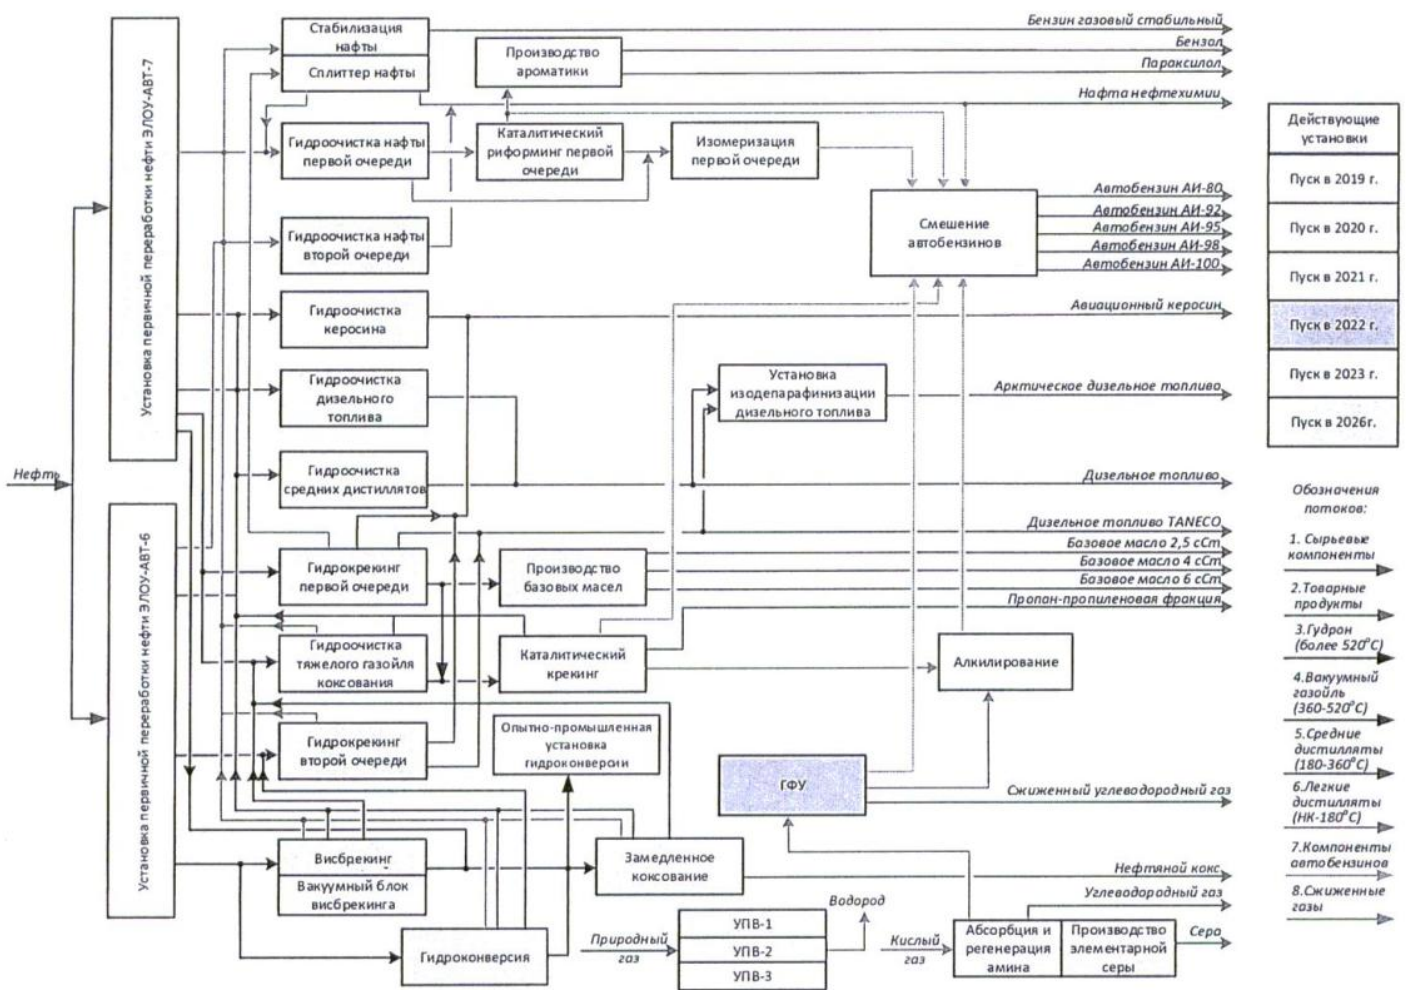 Установка первичной переработки нефти ЭЛОУ-АВТ-7
Установка первичной переработки нефти ЭЛОУ-АВТ-6
Нефть
Стабилизация
нафты
Сплиттер нафты
Производство
ароматики
Гидроочистка нафты
первой очереди
Каталитический
риформинг первой
очереди
Изомеризация
первой очереди
Гидроочистка нафты
второй очереди
Смешение
автобензинов
Гидроочистка
керосина
Гидроочистка
дизельного
топлива
Установка
изодепарафинизации
дизельного топлива
Гидроочистка
средних дистиллятов
Гидрокрекинг
первой очереди
Производство
базовых масел
Гидроочистка
тяжелого газойля
коксования
Каталитический
крекинг
Алкилирование
Гидрокрекинг
второй очереди
Опытно-промышленная
установка
гидроконверсии
ГФУ
Висбрекинг
Вакуумный блок
висбрекинга
Замедленное
коксование
Гидроконверсия
Природный
газ
УПВ-1
УПВ-2
УПВ-3
Водород
Кислый
газ
Абсорбция и
регенерация
амина
Производство
элементарной
серы
Бензин газовый стабильный
Бензол
Параксилол
Нафта нефтехимии
Автобензин АИ-80
Автобензин АИ-92
Автобензин АИ-95
Автобензин АИ-98
Автобензин АИ-100
Авиационный керосин
Арктическое дизельное топливо
Дизельное топливо
Дизельное топливо TANECO
Базовое масло 2,5 сСт
Базовое масло 4 сСт
Базовое масло 6 сСт
Пропан-пропиленовая фракция
Сжиженный углеводородный газ
Нефтяной кокс
Углеводородный газ
Сера
Действующие
установки
Пуск в 2019 г.
Пуск в 2020 г.
Пуск в 2021 г.
Пуск в 2022 г.
Пуск в 2023 г.
Пуск в 2026г.
Обозначения
потоков:
1. Сырьевые
компоненты
2.Товарные
продукты
3.Гудрон
(более 520°С)
4.Вакуумный
газойль
(360-520°С)
5.Средние
дистилляты
(180-360°С)
6.Легкие
дистилляты
(НК-180°С)
7.Компоненты
автобензинов
8.Сжиженные
газы